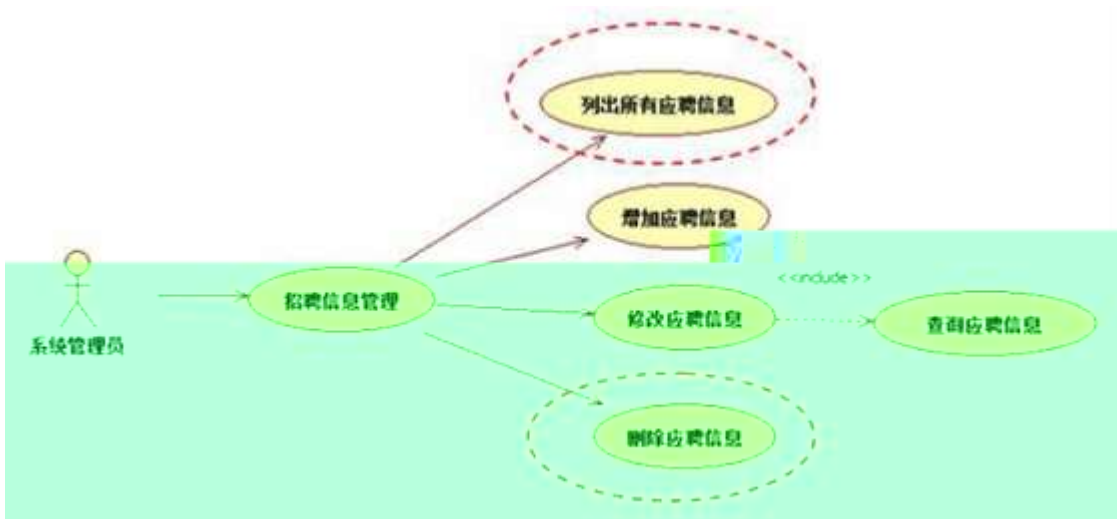 列出所有应聘信息
增加应聘信息
<<include>>
招聘信息管理
修改应聘信息
查询应聘信息
系统管理员
删除应聘信息